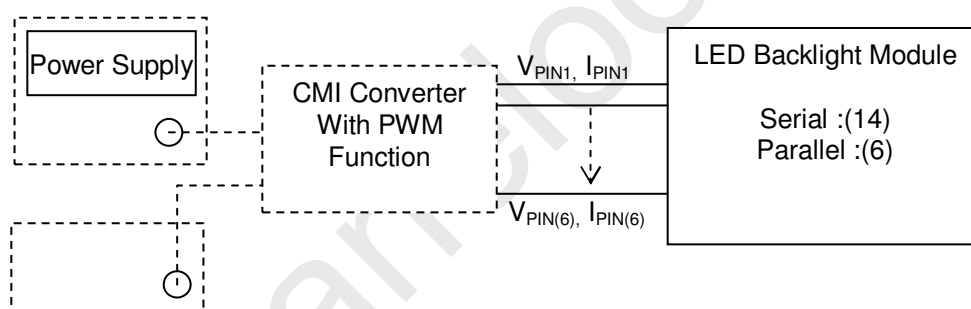 Power Supply
CMI Converter
With PWM
Function
VPIN1, IPIN1
VPIN(6), IPIN(6)
LED Backlight Module
Serial :(14)
Parallel :(6)